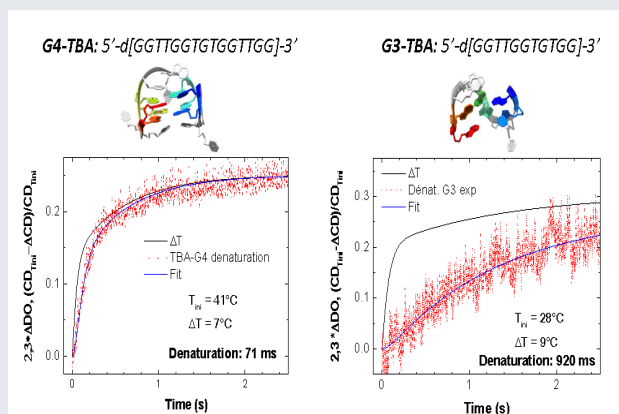 G4-TBA: 5'-d[GGTTGGTGTGGTTGG]-3'
G3-TBA: 5'-d[GGTTGGTGTGG]-3'
2,3*ΔDO, (CD_Tini–ΔCD)/CD_Tini
0.2
0.1
0.0
ΔT
TBA-G4 denaturation
Fit
T_ini = 41°C
ΔT = 7°C
Denaturation: 71 ms
0
1
2
Time (s)
2,3 *ΔDO, (CD_Tini–ΔCD)/CD_Tini
0.3
0.2
0.1
0.0
ΔT
Dénat. G3 exp
Fit
T_ini = 28°C
ΔT = 9°C
Denaturation: 920 ms
0
1
2
Time (s)